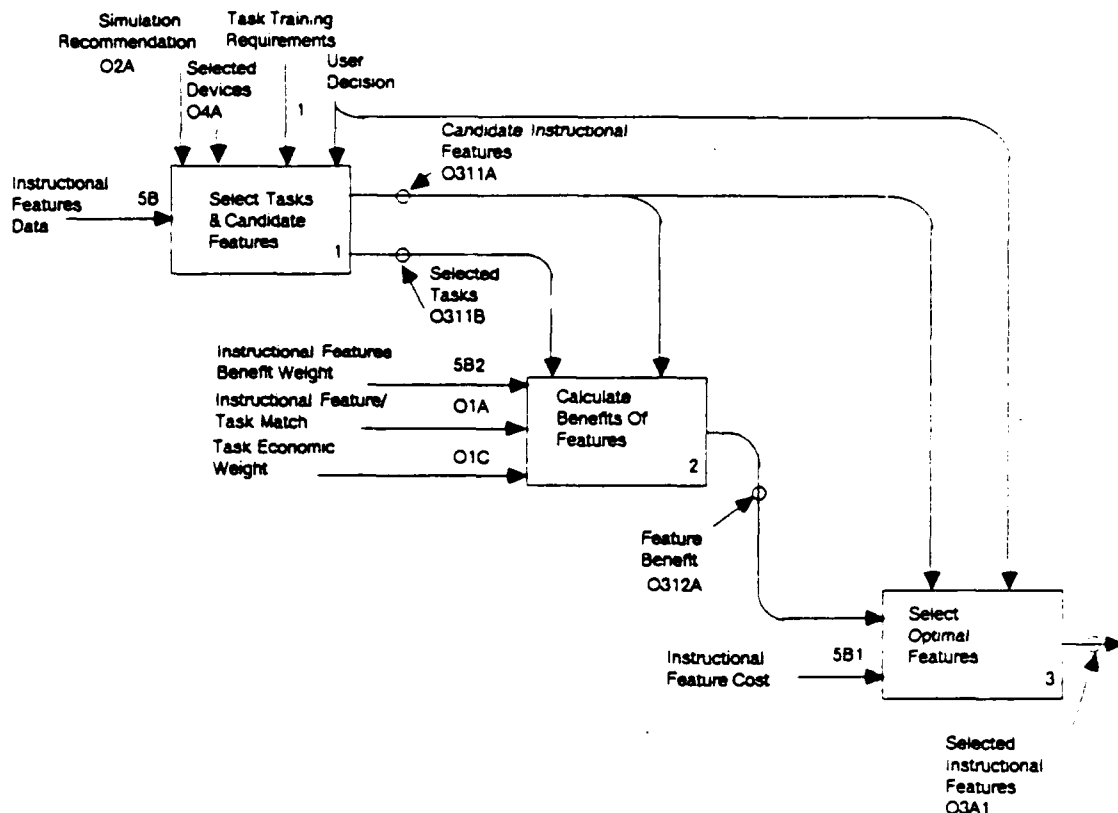 Simulation
Recommendation
O2A
Task Training
Requirements
1
Selected
Devices
O4A
User
Decision
Candidate Instructional
Features
O311A
Instructional
Features
Data
5B
Select Tasks
& Candidate
Features
1
Selected
Tasks
O311B
Instructional Features
Benefit Weight
5B2
Instructional Feature/
Task Match
O1A
Task Economic
Weight
O1C
Calculate
Benefits Of
Features
2
Feature
Benefit
O312A
Select
Optimal
Features
3
Instructional
Feature Cost
5B1
Selected
Instructional
Features
O3A1